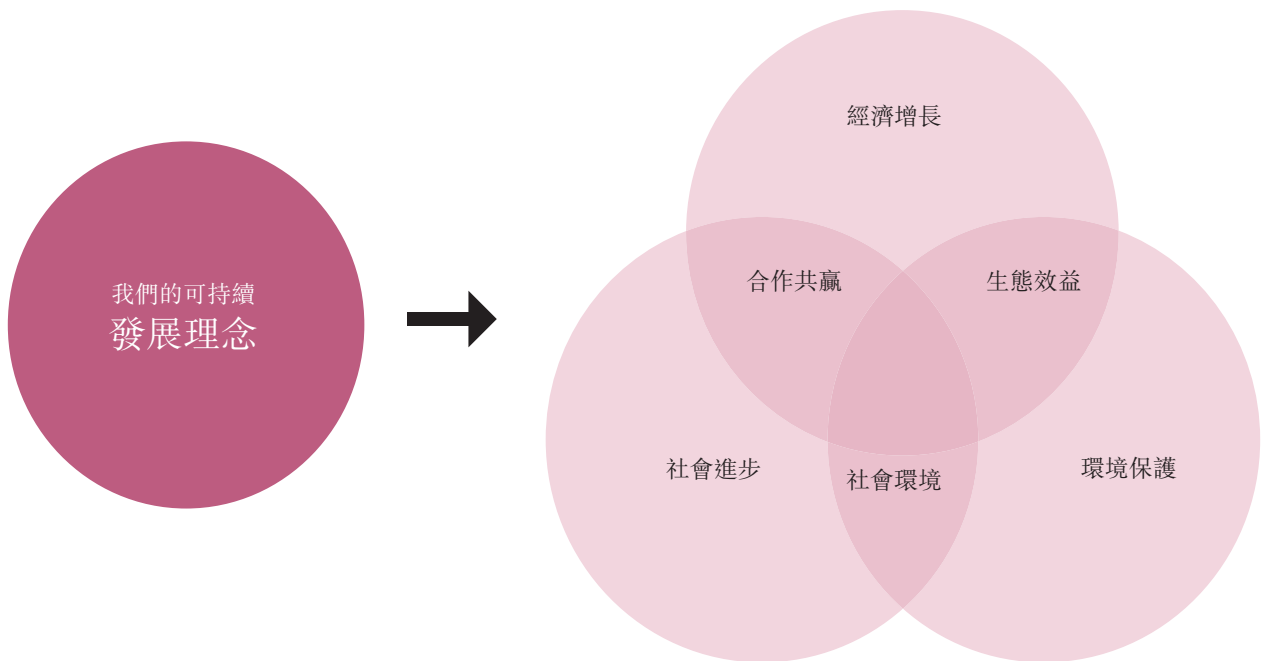 我們的可持續
發展理念
經濟增長
合作共贏
生態效益
社會進步
社會環境
環境保護